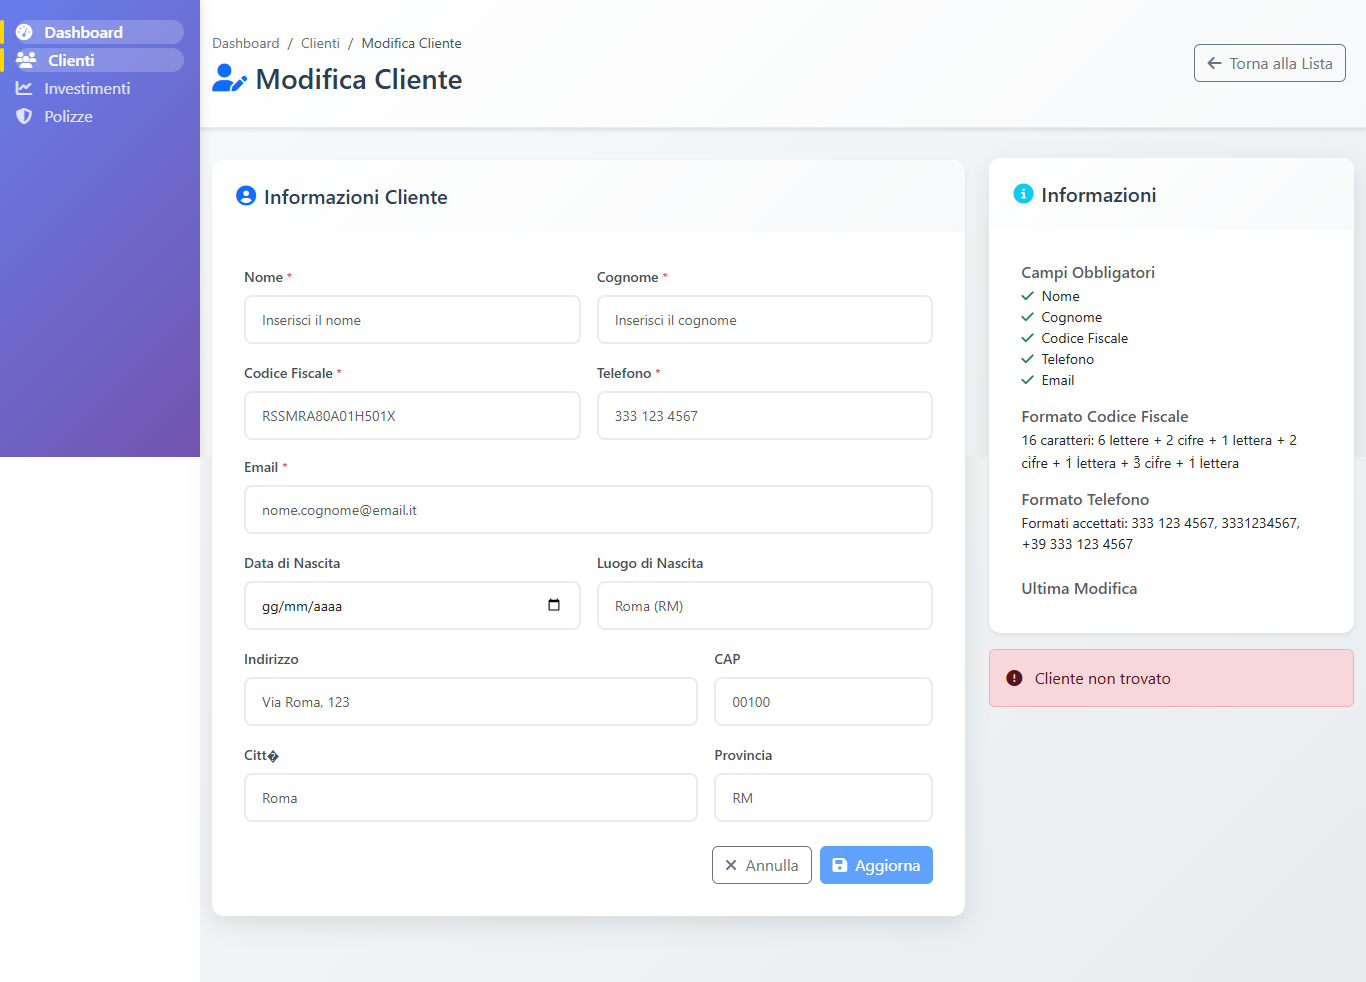 Dashboard
Clienti
Investimenti
Polizze
Dashboard / Clienti / Modifica Cliente
Modifica Cliente
Torna alla Lista
Informazioni Cliente
Nome *
Cognome *
Inserisci il nome
Inserisci il cognome
Codice Fiscale *
Telefono *
RSSMRA80A01H501X
333 123 4567
Email *
nome.cognome@email.it
Data di Nascita
Luogo di Nascita
gg/mm/aaaa
Roma (RM)
Indirizzo
CAP
Via Roma, 123
00100
Citt�
Provincia
Roma
RM
Annulla
Aggiorna
Informazioni
Campi Obbligatori
Nome
Cognome
Codice Fiscale
Telefono
Email
Formato Codice Fiscale
16 caratteri: 6 lettere + 2 cifre + 1 lettera + 2
cifre + 1 lettera + 3 cifre + 1 lettera
Formato Telefono
Formati accettati: 333 123 4567, 3331234567,
+39 333 123 4567
Ultima Modifica
Cliente non trovato